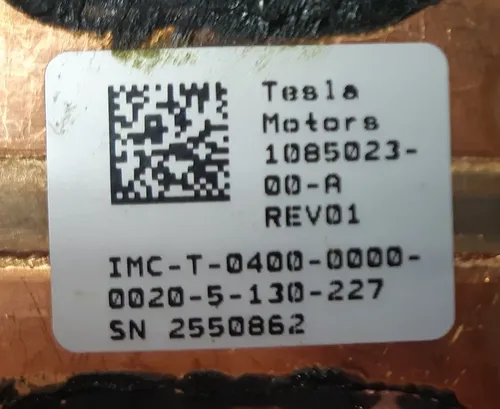 Tesla
Motors
1085023-
00-A
REV01
IMC-T-0400-0000-
0020-5-130-227
SN 2550862